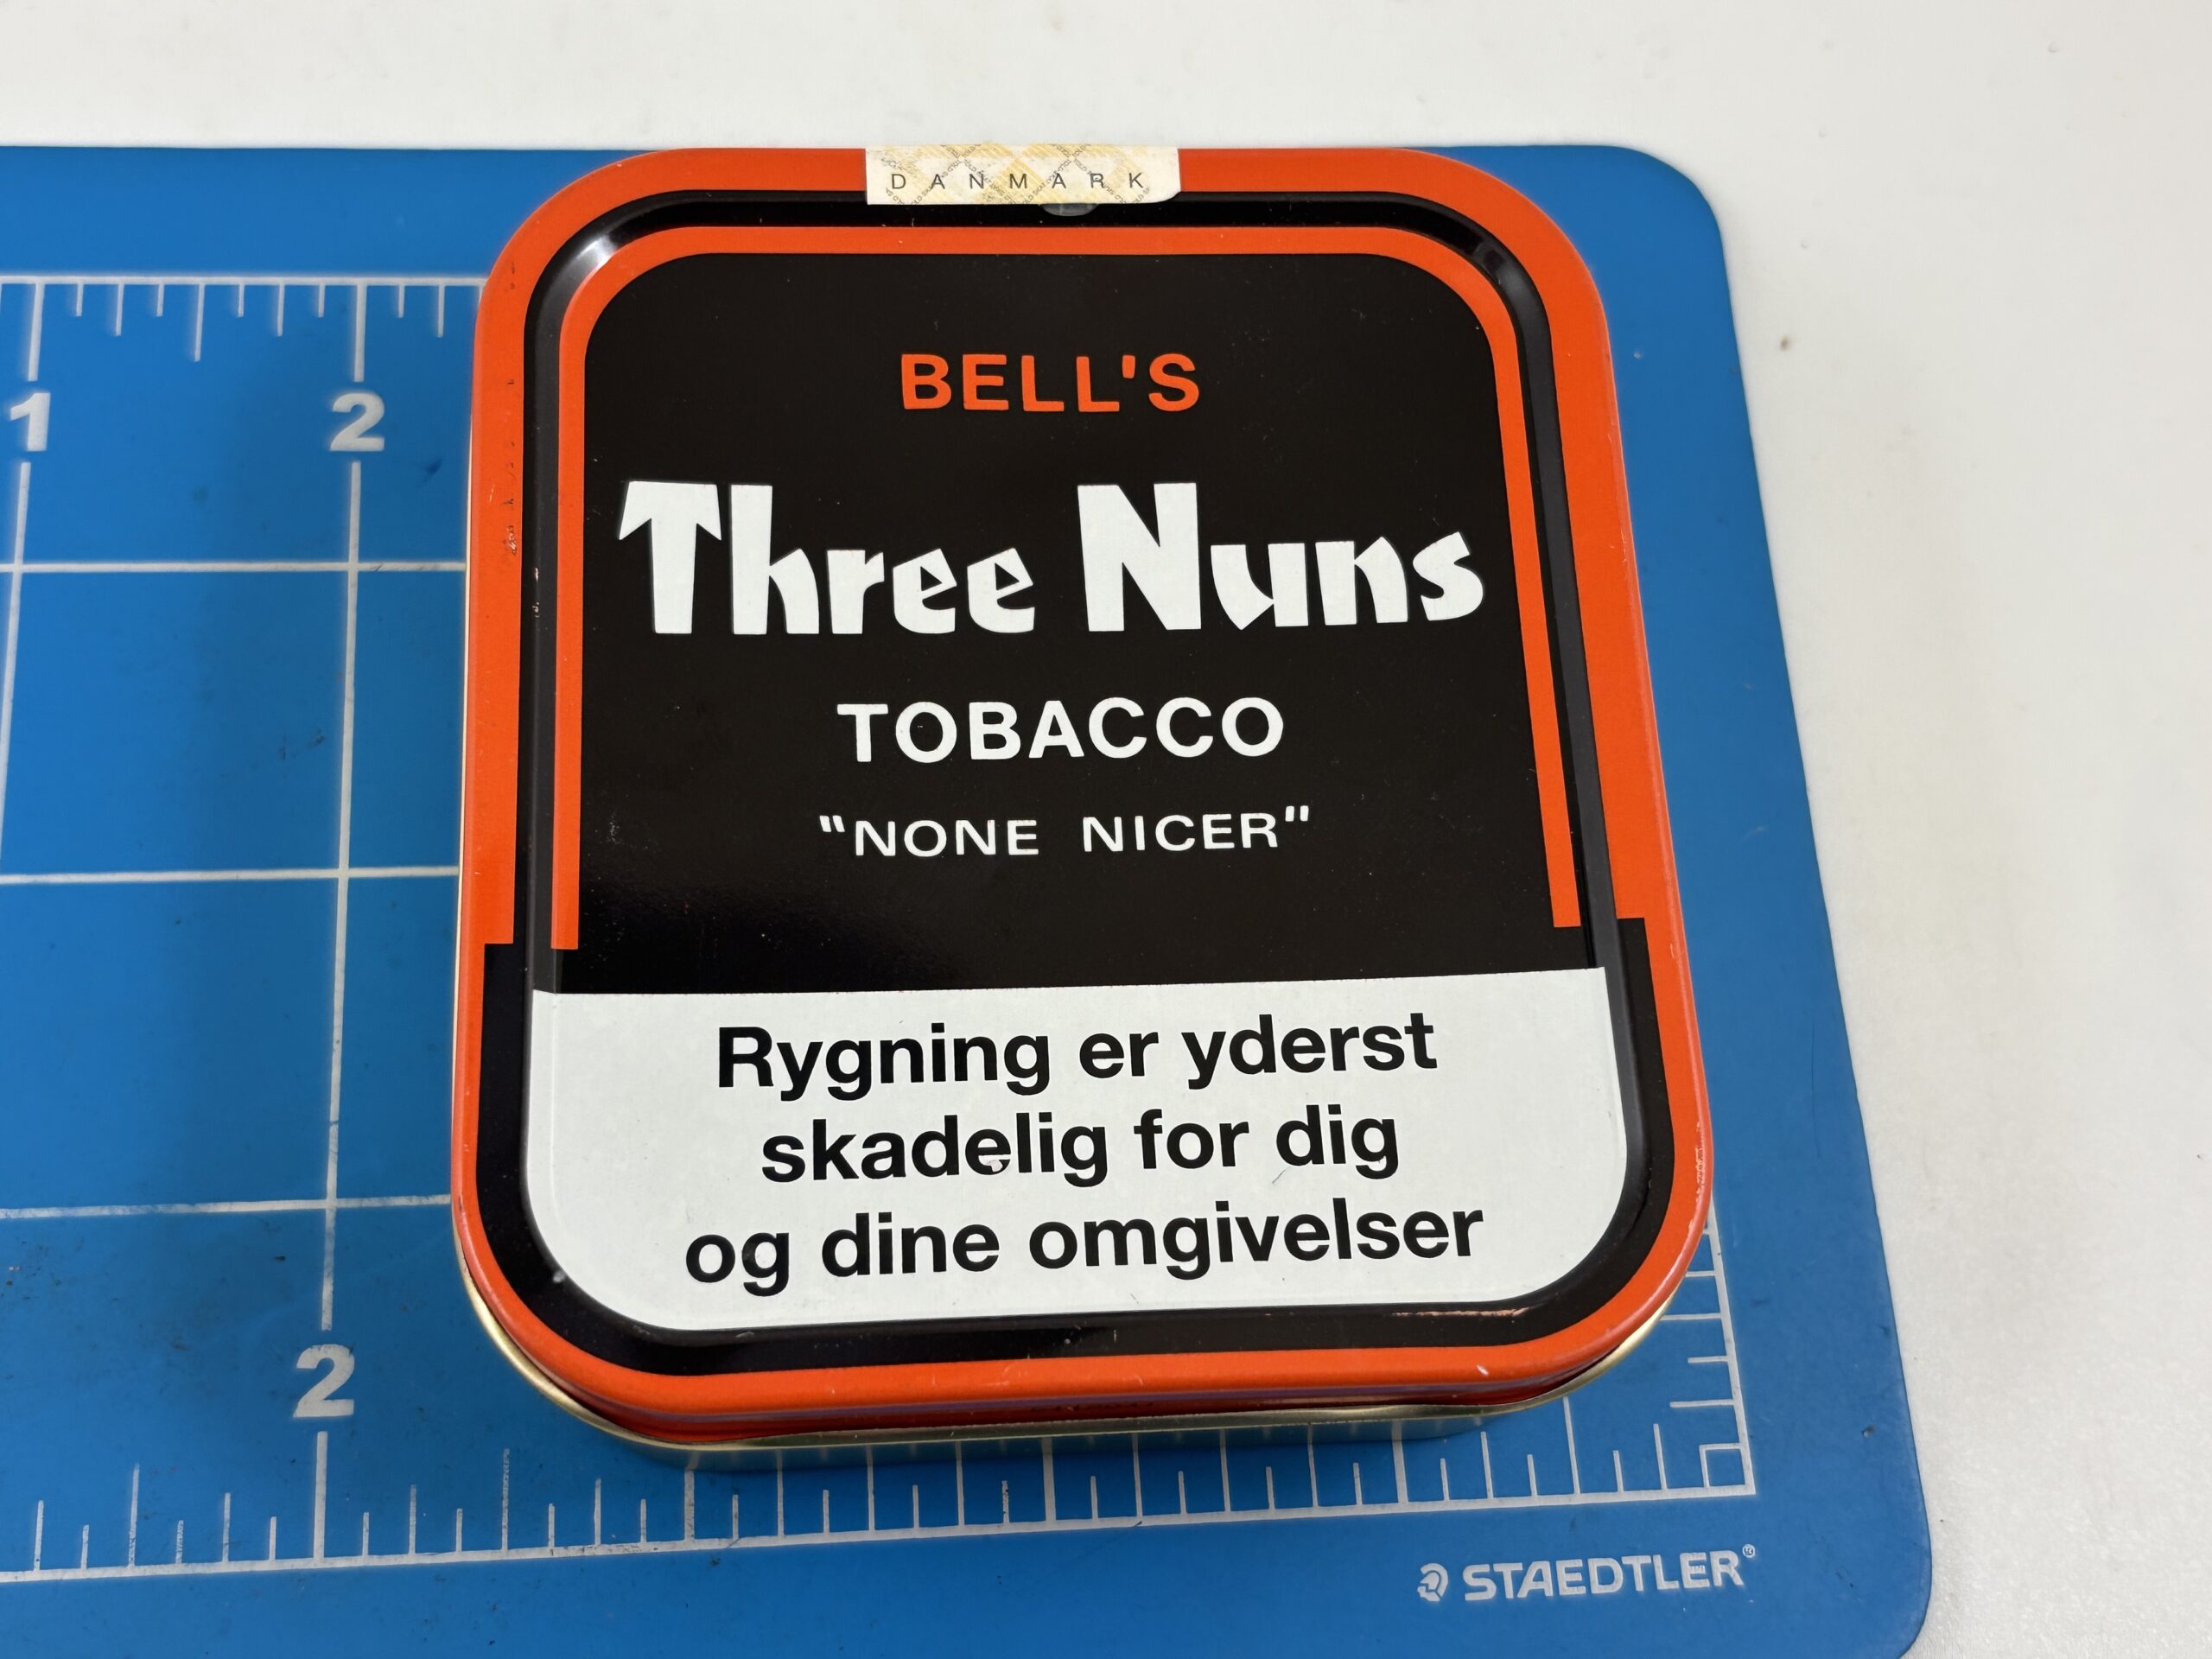 DANMARK
1
2
BELL'S
Three Nuns
TOBACCO
"NONE NICER"
Rygning er yderst
skadelig for dig
og dine omgivelser
2
STAEDTLER®